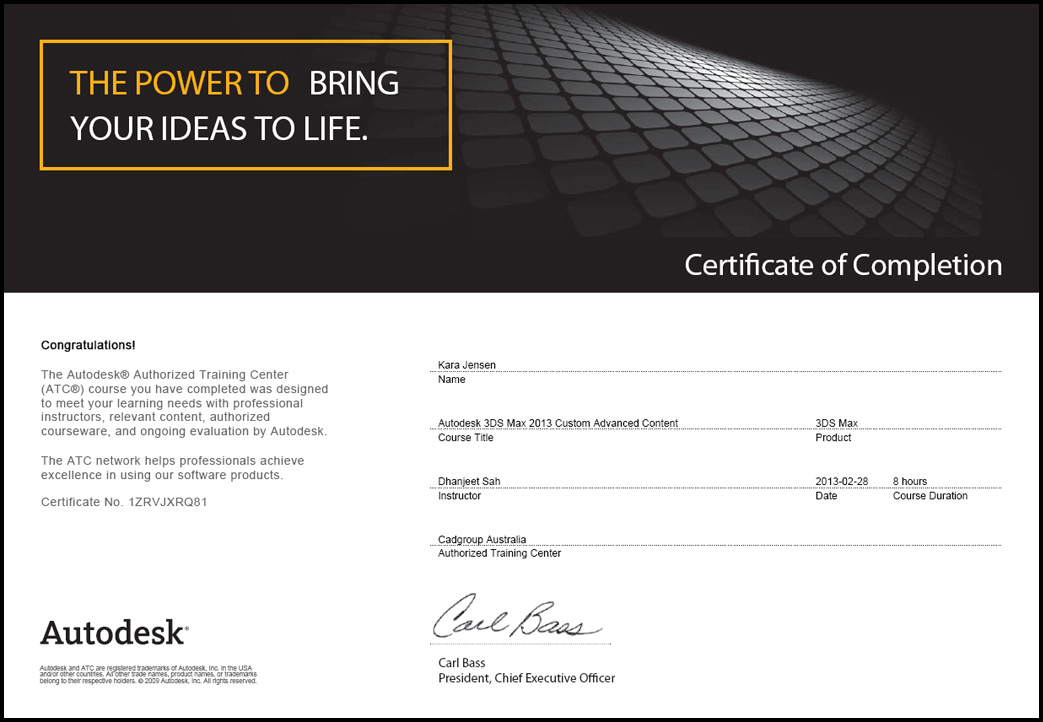 THE POWER TO BRING
YOUR IDEAS TO LIFE.
Certificate of Completion
Congratulations!
The Autodesk® Authorized Training Center
(ATC®) course you have completed was designed
to meet your learning needs with professional
instructors, relevant content, authorized
courseware, and ongoing evaluation by Autodesk.
The ATC network helps professionals achieve
excellence in using our software products.
Certificate No. 1ZRVJXRQ81
Kara Jensen
Name
Autodesk 3DS Max 2013 Custom Advanced Content 3DS Max
Course Title Product
Dhanjeet Sah 2013-02-28 8 hours
Instructor Date Course Duration
Cadgroup Australia
Authorized Training Center
Carl Bass
Carl Bass
President, Chief Executive Officer
Autodesk®
Autodesk and ATC are registered trademarks of Autodesk, Inc. in the USA
and/or other countries. All other trade names, product names, or trademarks
belong to their respective holders. © 2009 Autodesk, Inc. All rights reserved.